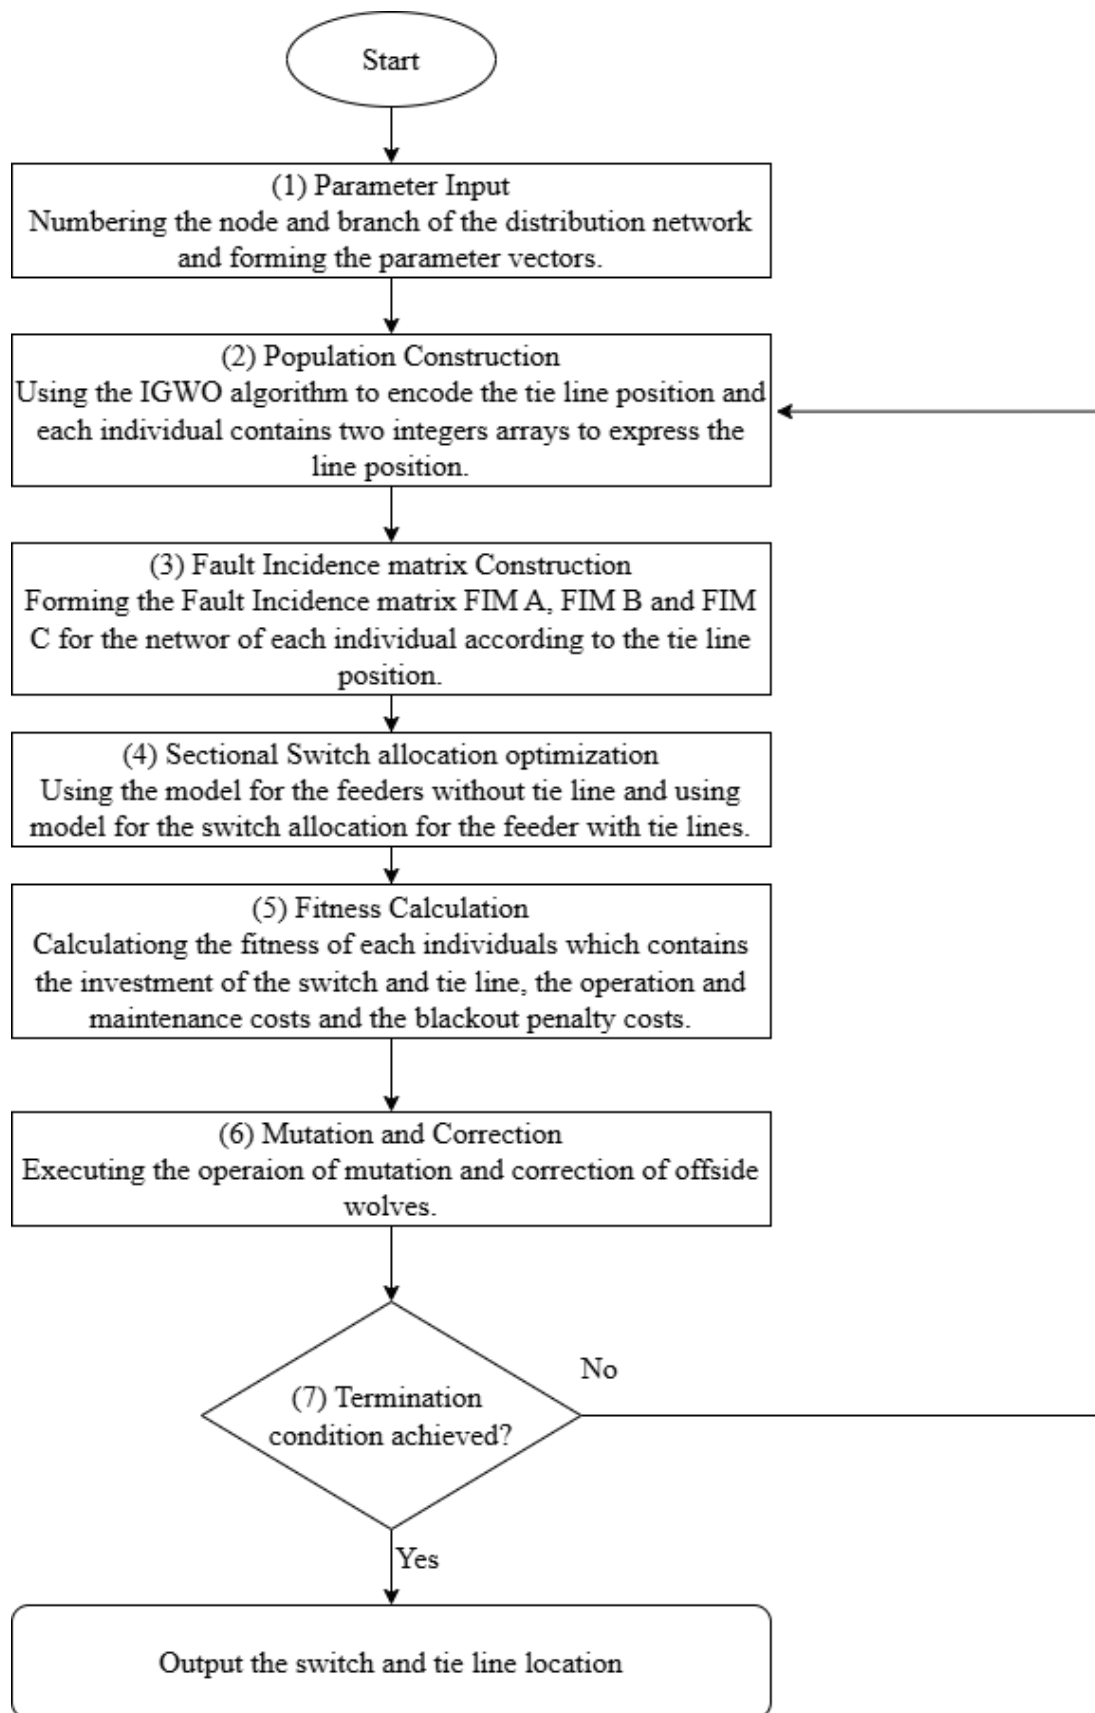 Start
(1) Parameter Input
Numbering the node and branch of the distribution network
and forming the parameter vectors.
(2) Population Construction
Using the IGWO algorithm to encode the tie line position and
each individual contains two integers arrays to express the
line position.
(3) Fault Incidence matrix Construction
Forming the Fault Incidence matrix FIM A, FIM B and FIM
C for the networ of each individual according to the tie line
position.
(4) Sectional Switch allocation optimization
Using the model for the feeders without tie line and using
model for the switch allocation for the feeder with tie lines.
(5) Fitness Calculation
Calculationg the fitness of each individuals which contains
the investment of the switch and tie line, the operation and
maintenance costs and the blackout penalty costs.
(6) Mutation and Correction
Executing the operaion of mutation and correction of offside
wolves.
No
(7) Termination
condition achieved?
Yes
Output the switch and tie line location